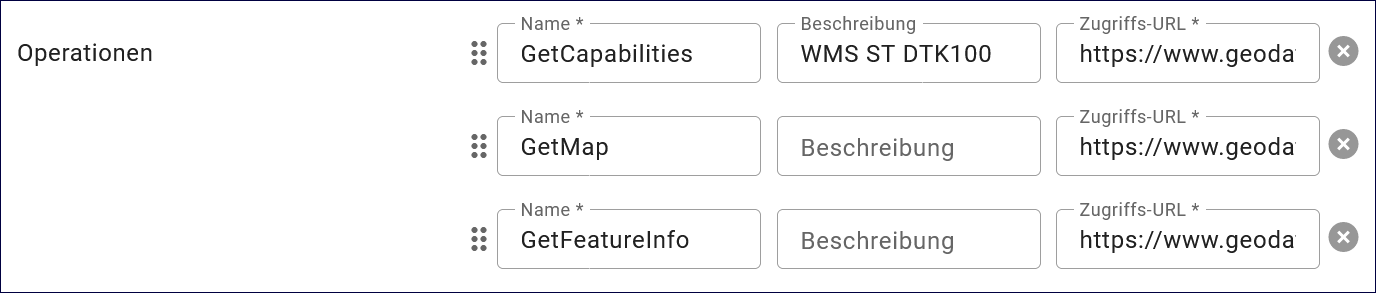 Name * Beschreibung Zugriffs-URL *
Operationen GetCapabilities WMS ST DTK100 https://www.geoda
Name * Zugriffs-URL *
GetMap Beschreibung https://www.geoda
Name * Zugriffs-URL *
GetFeatureInfo Beschreibung https://www.geoda